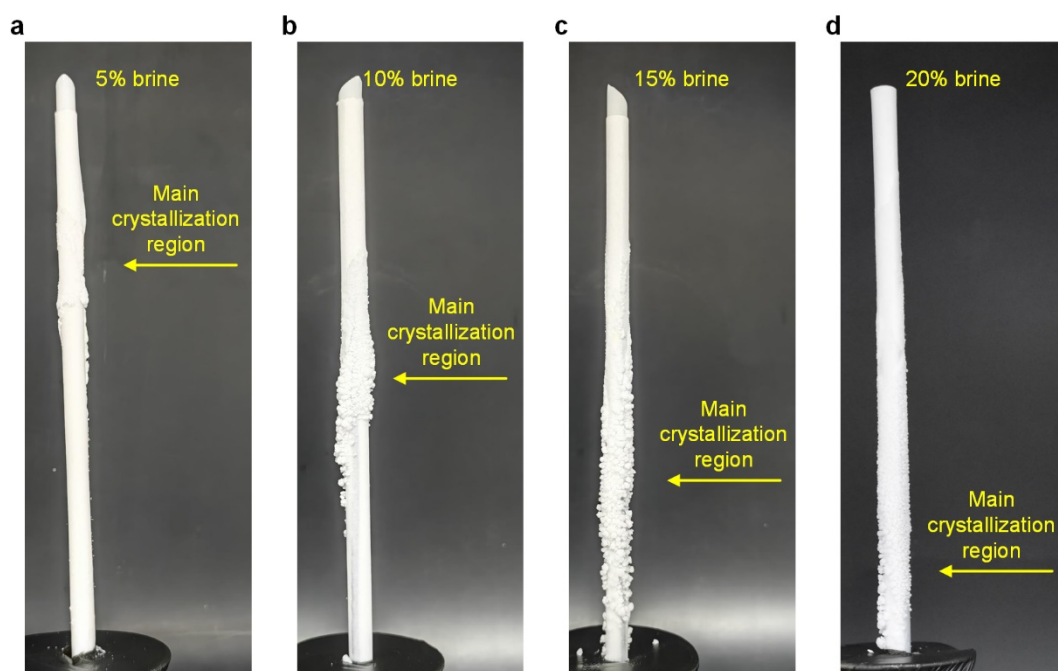 a
5% brine
Main
crystallization
region
b
10% brine
Main
crystallization
region
c
15% brine
Main
crystallization
region
d
20% brine
Main
crystallization
region